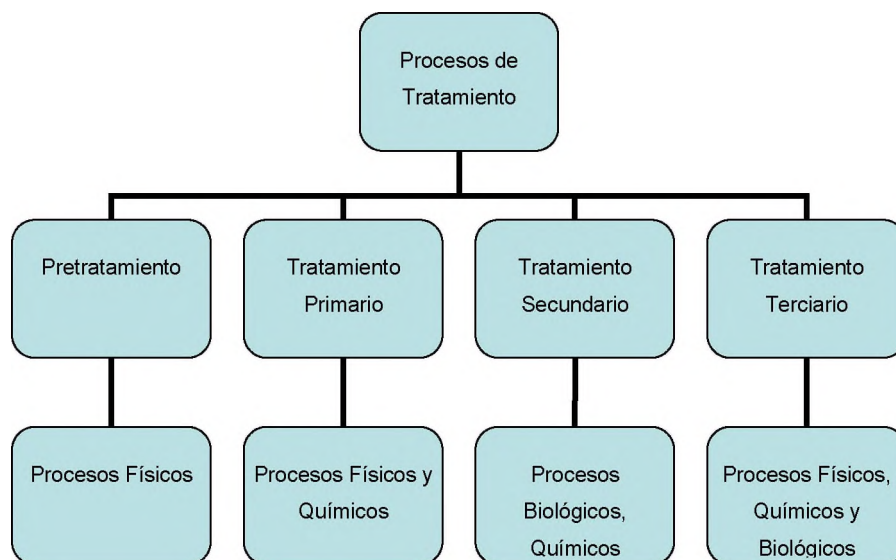 Procesos de
Tratamiento
Pretratamiento
Tratamiento
Primario
Tratamiento
Secundario
Tratamiento
Terciario
Procesos Físicos
Procesos Físicos y
Químicos
Procesos
Biológicos,
Químicos
Procesos Físicos,
Químicos y
Biológicos